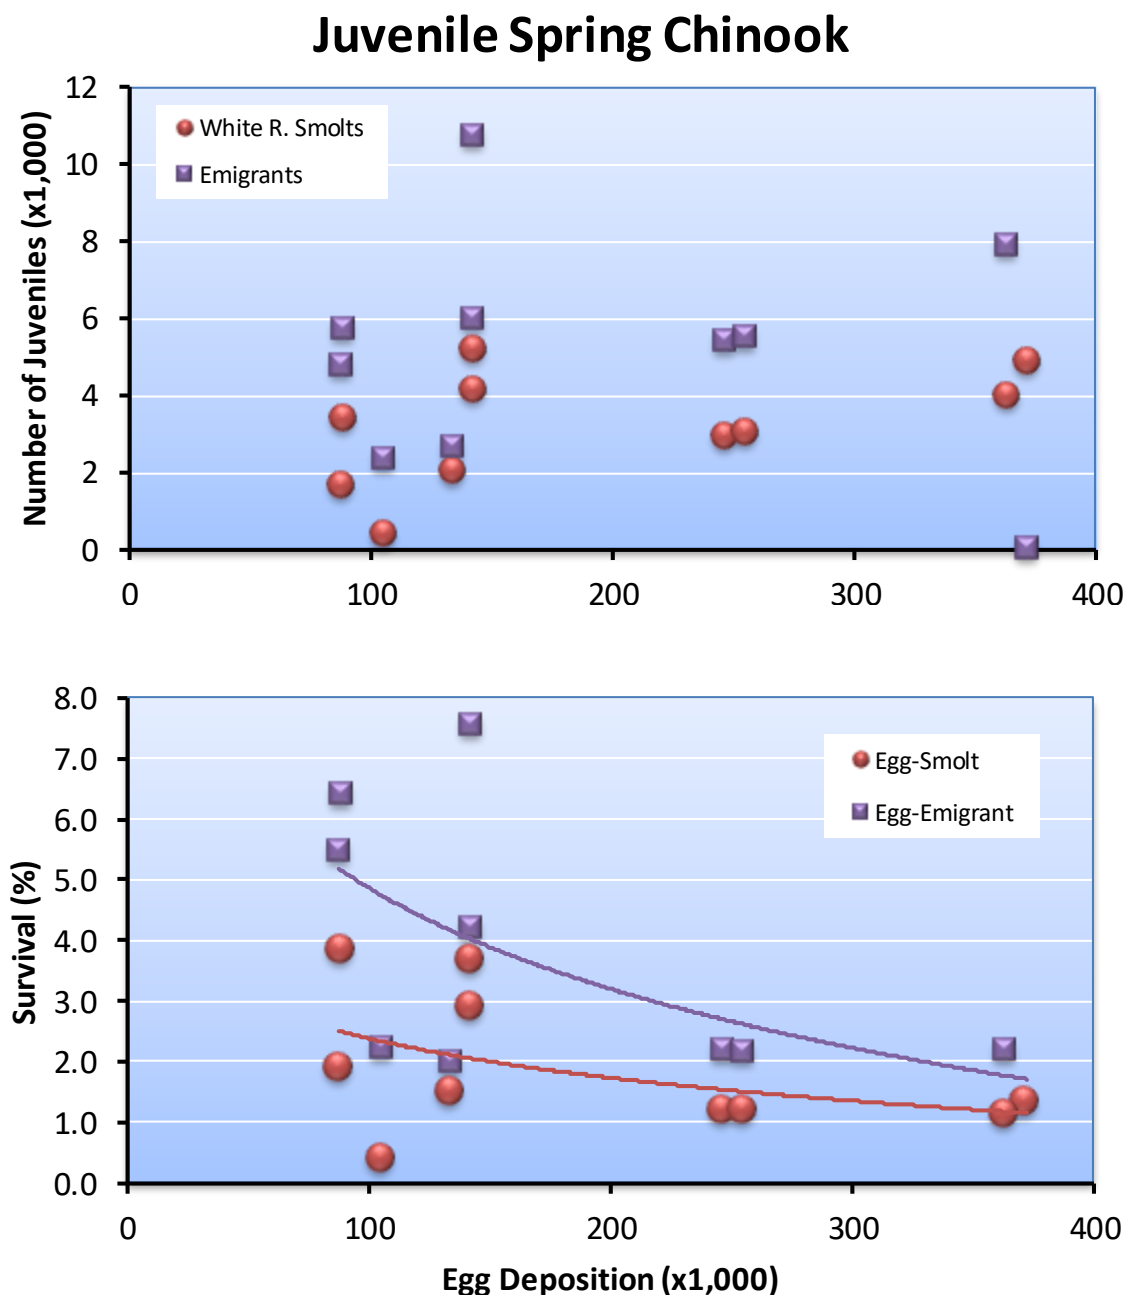 Juvenile Spring Chinook
Number of Juveniles (x1,000)
12
10
8
6
4
2
0
White R. Smolts
Emigrants
0 100 200 300 400
Survival (%)
8.0
7.0
6.0
5.0
4.0
3.0
2.0
1.0
0.0
Egg-Smolt
Egg-Emigrant
0 100 200 300 400
Egg Deposition (x1,000)